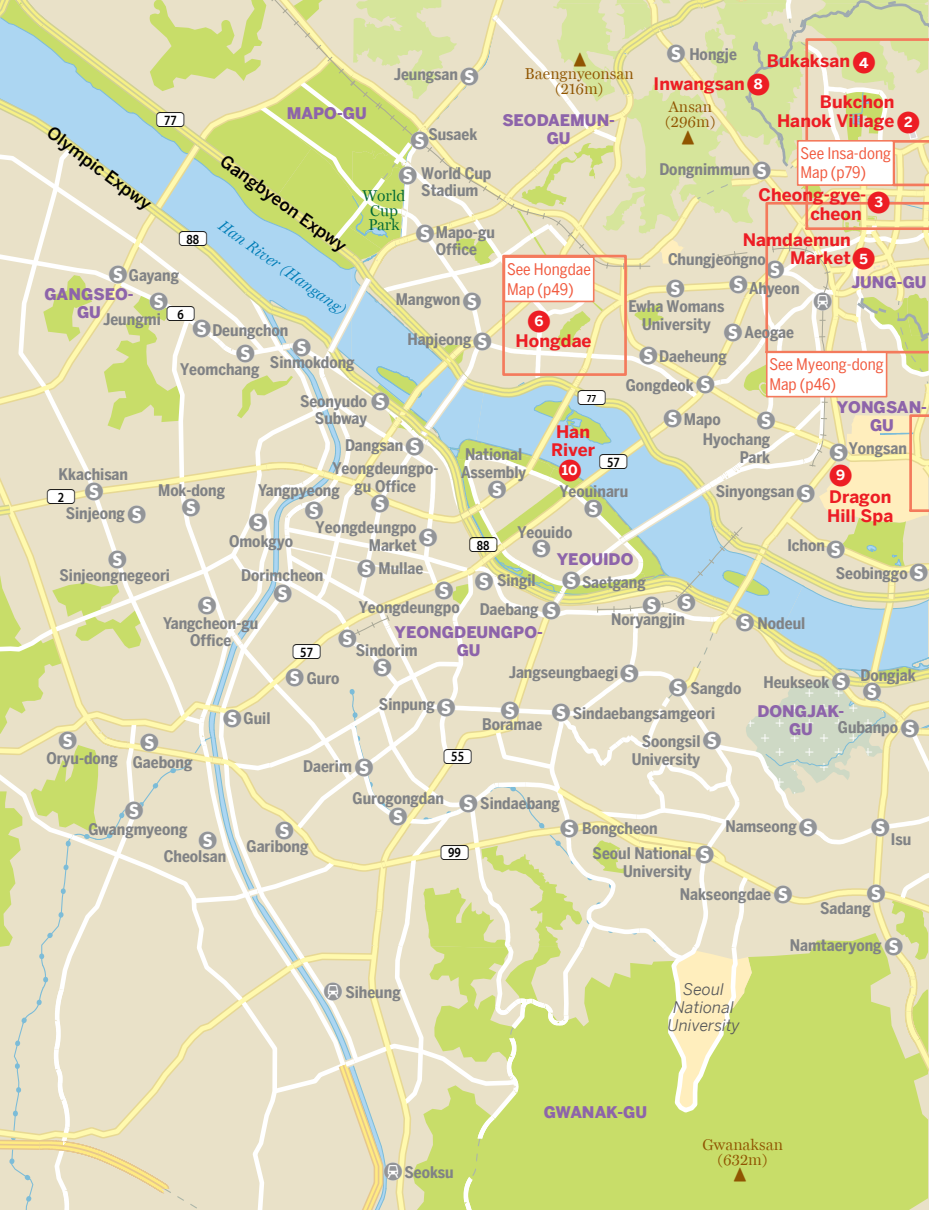 Hongje
Bukaksan 4
Jeungsan
Baengnyeonsan
(216m)
Inwangsan 8
Ansan
(296m)
Bukchon
Hanok Village 2
77
MAPO-GU
SEODAEMUN-
GU
Susaek
See Insa-dong
Map (p79)
Olympic Expwy
Gangbyeon Expwy
World Cup
Stadium
Dongnimmun
World
Cup
Park
Cheong-gye-
cheon 3
88
Han River (Hangang)
Mapo-gu
Office
Namdaemun
Market 5
Chungjeongno
Gayang
See Hongdae
Map (p49)
JUNG-GU
GANGSEO-
GU
Jeungmi
6
Mangwon
Ahyeon
Ewha Womans
University
Deungchon
6
Hongdae
Aeogae
Hapjeong
Yeomchang
Sinmokdong
Daeheung
See Myeong-dong
Map (p46)
Gongdeok
Seonyudo
Subway
77
YONGSAN-
GU
Mapo
Hyochang
Park
Han
River
10
Dangsan
National
Assembly
57
Yongsan
Yeongdeungpo-
gu Office
Kkachisan
2
Mok-dong
Yangpyeong
Yeouinaru
Sinyongsan
9
Dragon
Hill Spa
Sinjeong
Omokgyo
Yeongdeungpo
Market
88
Yeouido
Ichon
YEOUIDO
Sinjeongnegeori
Dorimcheon
Mullae
Singil
Saetgang
Seobinggo
Yeongdeungpo
Daebang
Noryangjin
Yangcheon-gu
Office
Nodeul
YEONGDEUNGPO-
GU
57
Sindorim
Guro
Jangseungbaegi
Sangdo
Heukseok
Dongjak
Sinpung
Boramae
Sindaebangsamgeori
DONGJAK-
GU
Guil
Gubanpo
Oryu-dong
Gaebong
55
Soongsil
University
Daerim
Gurogongdan
Sindaebang
Gwangmyeong
Cheolsan
Garibong
Bongcheon
Namseong
Isu
99
Seoul National
University
Nakseongdae
Sadang
Namtaeryong
Siheung
Seoul
National
University
GWANAK-GU
Gwanaksan
(632m)
Seoksu